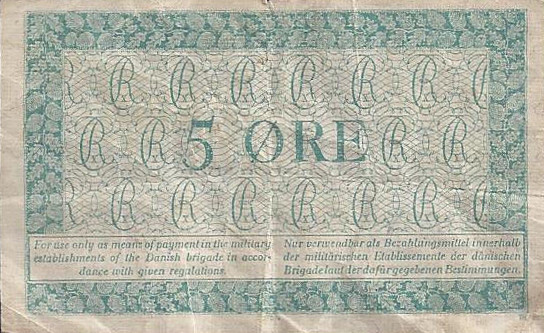 5 ØRE
For use only as means of payment in the military
establishments of the Danish brigade in accor-
dance with given regulations.
Nur verwendbar als Bezahlungsmittel innerhalb
der militärischen Etablissemente der dänischen
Brigade laut der dafür gegebenen Bestimmungen.